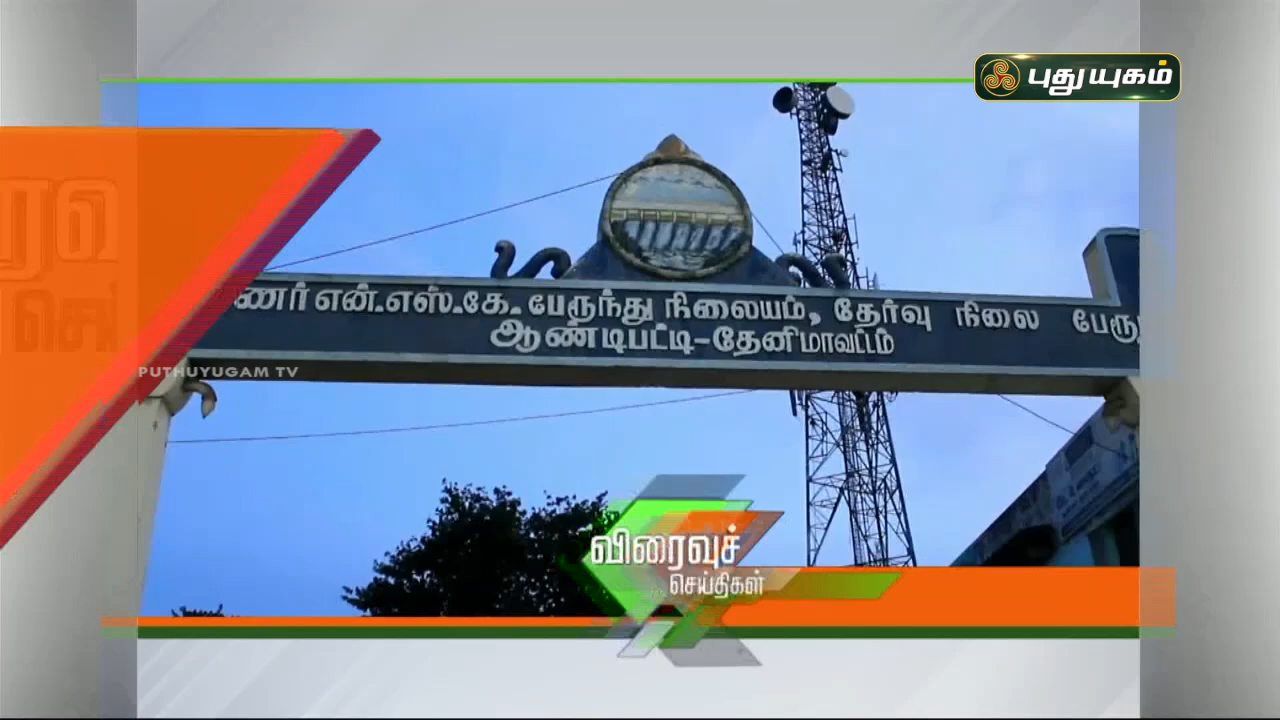 புதுயுகம்
ணர் என்.எஸ்.கே. பேருந்து நிலையம், தேர்வு நிலை பேரூ
ஆண்டிபட்டி-தேனிமாவட்டம்
PUTHUYUGAM TV
விரைவுச்
செய்திகள்